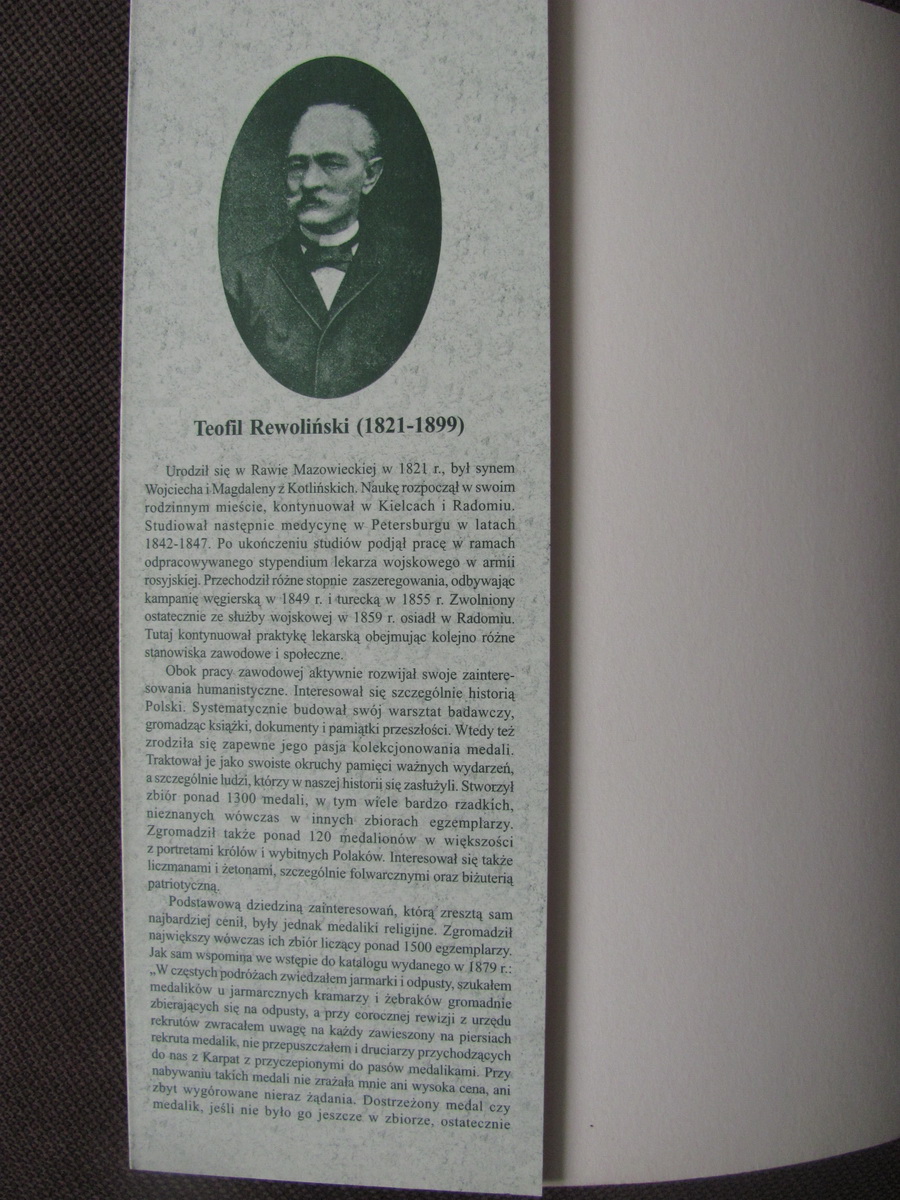 Teofil Rewoliński (1821-1899)
Urodził się w Rawie Mazowieckiej w 1821 r., był synem
Wojciecha i Magdaleny z Kotlińskich. Naukę rozpoczął w swoim
rodzinnym mieście, kontynuował w Kielcach i Radomiu.
Studiował następnie medycynę w Petersburgu w latach
1842-1847. Po ukończeniu studiów podjął pracę w ramach
odpracowywanego stypendium lekarza wojskowego w armii
rosyjskiej. Przechodził różne stopnie zaszeregowania, odbywając
kampanię węgierską w 1849 r. i turecką w 1855 r. Zwolniony
ostatecznie ze służby wojskowej w 1859 r. osiadł w Radomiu.
Tutaj kontynuował praktykę lekarską obejmując kolejno różne
stanowiska zawodowe i społeczne.
Obok pracy zawodowej aktywnie rozwijał swoje zaintere-
sowania humanistyczne. Interesował się szczególnie historią
Polski. Systematycznie budował swój warsztat badawczy,
gromadząc książki, dokumenty i pamiątki przeszłości. Wtedy też
zrodziła się zapewne jego pasja kolekcjonowania medali.
Traktował je jako swoiste okruchy pamięci ważnych wydarzeń,
a szczególnie ludzi, którzy w naszej historii się zasłużyli. Stworzył
zbiór ponad 1300 medali, w tym wiele bardzo rzadkich,
nieznanych wówczas w innych zbiorach egzemplarzy.
Zgromadził także ponad 120 medalionów w większości
z portretami królów i wybitnych Polaków. Interesował się także
liczmanami i żetonami, szczególnie folwarcznymi oraz biżuterią
patriotyczną.
Podstawową dziedziną zainteresowań, którą zresztą sam
najbardziej cenił, były jednak medaliki religijne. Zgromadził
największy wówczas ich zbiór liczący ponad 1500 egzemplarzy.
Jak sam wspomina we wstępie do katalogu wydanego w 1879 r.:
„W częstych podróżach zwiedzałem jarmarki i odpusty, szukałem
medalików u jarmarcznych kramarzy i żebraków gromadnie
zbierających się na odpusty, a przy corocznej rewizji z urzędu
rekrutów zwracałem uwagę na każdy zawieszony na piersiach
rekruta medalik, nie przepuszczałem i druciarzy przychodzących
do nas z Karpat z przyczepionymi do pasów medalikami. Przy
nabywaniu takich medali nie zrażała mnie ani wysoka cena, ani
zbyt wygórowane nieraz żądania. Dostrzeżony medal czy
medalik, jeśli nie było go jeszcze w zbiorze, ostatecznie